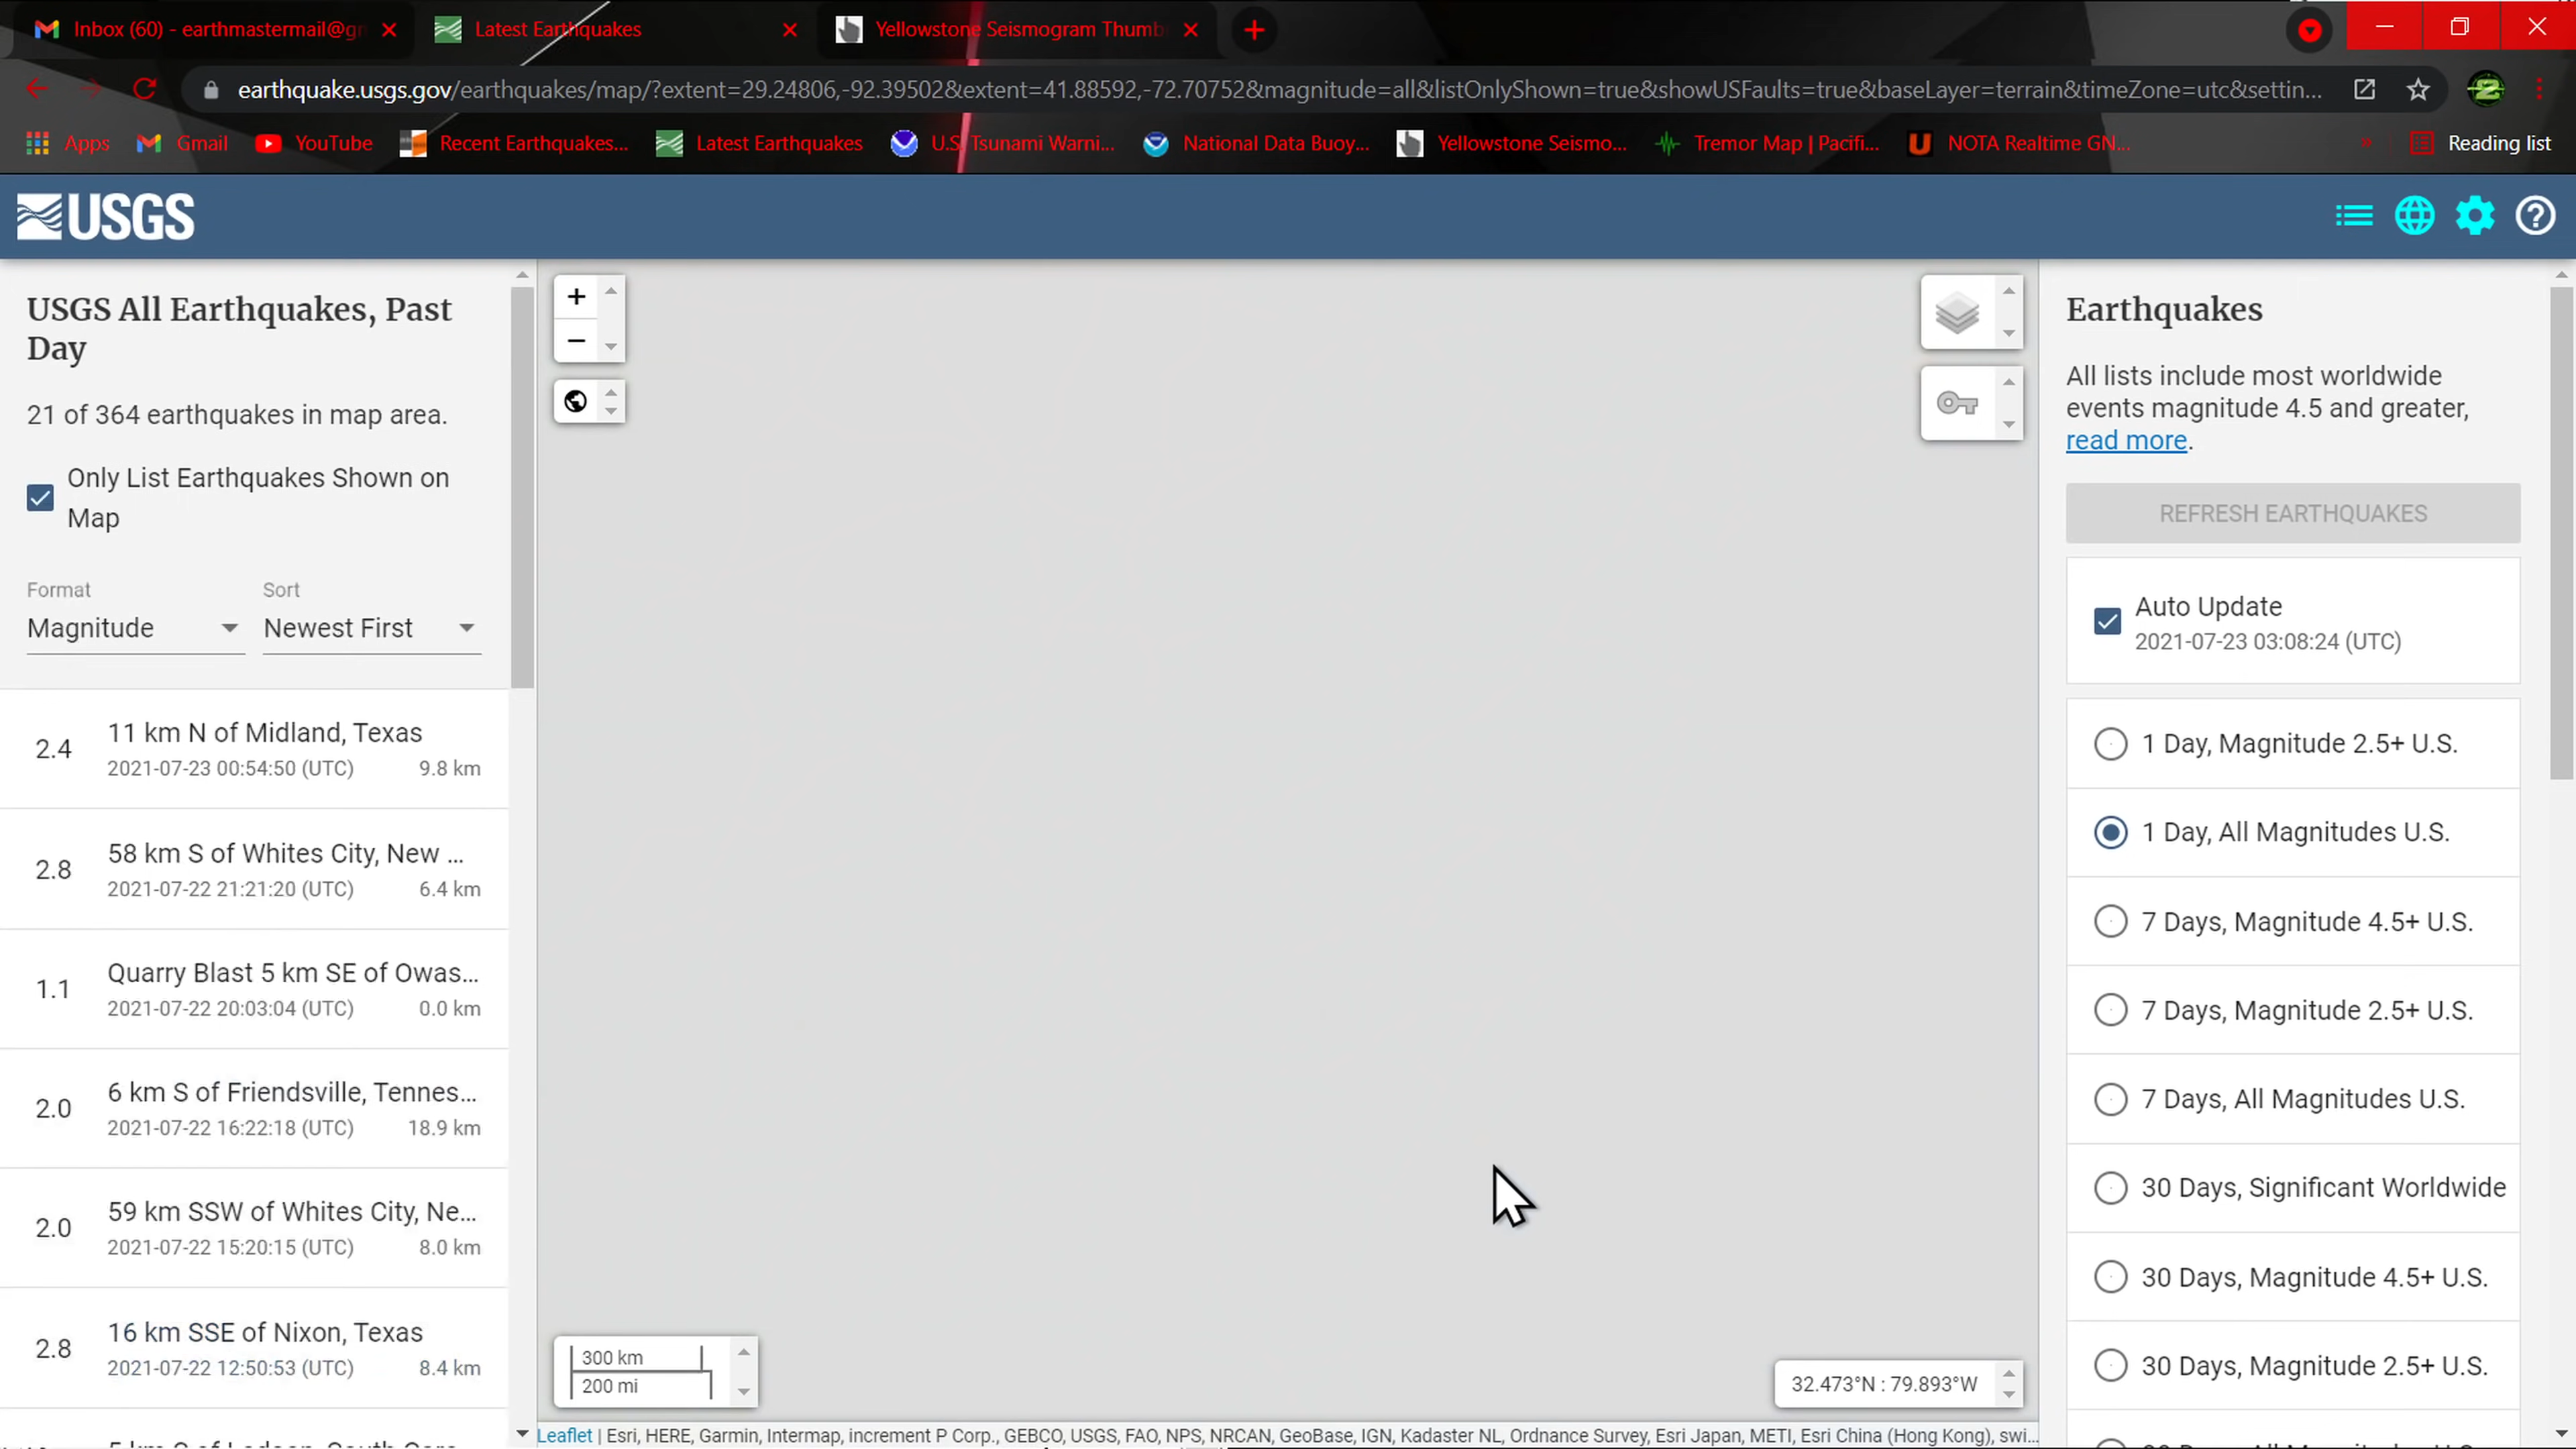 Inbox (60) - earthmastermail@gr
Latest Earthquakes
Yellowstone Seismogram Thumb
earthquake.usgs.gov/earthquakes/map/?extent=29.24806,-92.39502&extent=41.88592,-72.70752&magnitude=all&listOnlyShown=true&showUSFaults=true&baseLayer=terrain&timeZone=utc&settin...
Apps
Gmail
YouTube
Recent Earthquakes...
Latest Earthquakes
U.S. Tsunami Warni...
National Data Buoy...
Yellowstone Seismo...
Tremor Map | Pacifi...
NOTA Realtime GN...
Reading list
USGS
USGS All Earthquakes, Past
Day
21 of 364 earthquakes in map area.
Only List Earthquakes Shown on
Map
Format
Sort
Magnitude
Newest First
2.4
11 km N of Midland, Texas
2021-07-23 00:54:50 (UTC) 9.8 km
2.8
58 km S of Whites City, New ...
2021-07-22 21:21:20 (UTC) 6.4 km
1.1
Quarry Blast 5 km SE of Owas...
2021-07-22 20:03:04 (UTC) 0.0 km
2.0
6 km S of Friendsville, Tennes...
2021-07-22 16:22:18 (UTC) 18.9 km
2.0
59 km SSW of Whites City, Ne...
2021-07-22 15:20:15 (UTC) 8.0 km
2.8
16 km SSE of Nixon, Texas
2021-07-22 12:50:53 (UTC) 8.4 km
300 km
200 mi
32.473°N : 79.893°W
Leaflet | Esri, HERE, Garmin, Intermap, increment P Corp., GEBCO, USGS, FAO, NPS, NRCAN, GeoBase, IGN, Kadaster NL, Ordnance Survey, Esri Japan, METI, Esri China (Hong Kong), swi...
Earthquakes
All lists include most worldwide
events magnitude 4.5 and greater,
read more.
REFRESH EARTHQUAKES
Auto Update
2021-07-23 03:08:24 (UTC)
1 Day, Magnitude 2.5+ U.S.
1 Day, All Magnitudes U.S.
7 Days, Magnitude 4.5+ U.S.
7 Days, Magnitude 2.5+ U.S.
7 Days, All Magnitudes U.S.
30 Days, Significant Worldwide
30 Days, Magnitude 4.5+ U.S.
30 Days, Magnitude 2.5+ U.S.